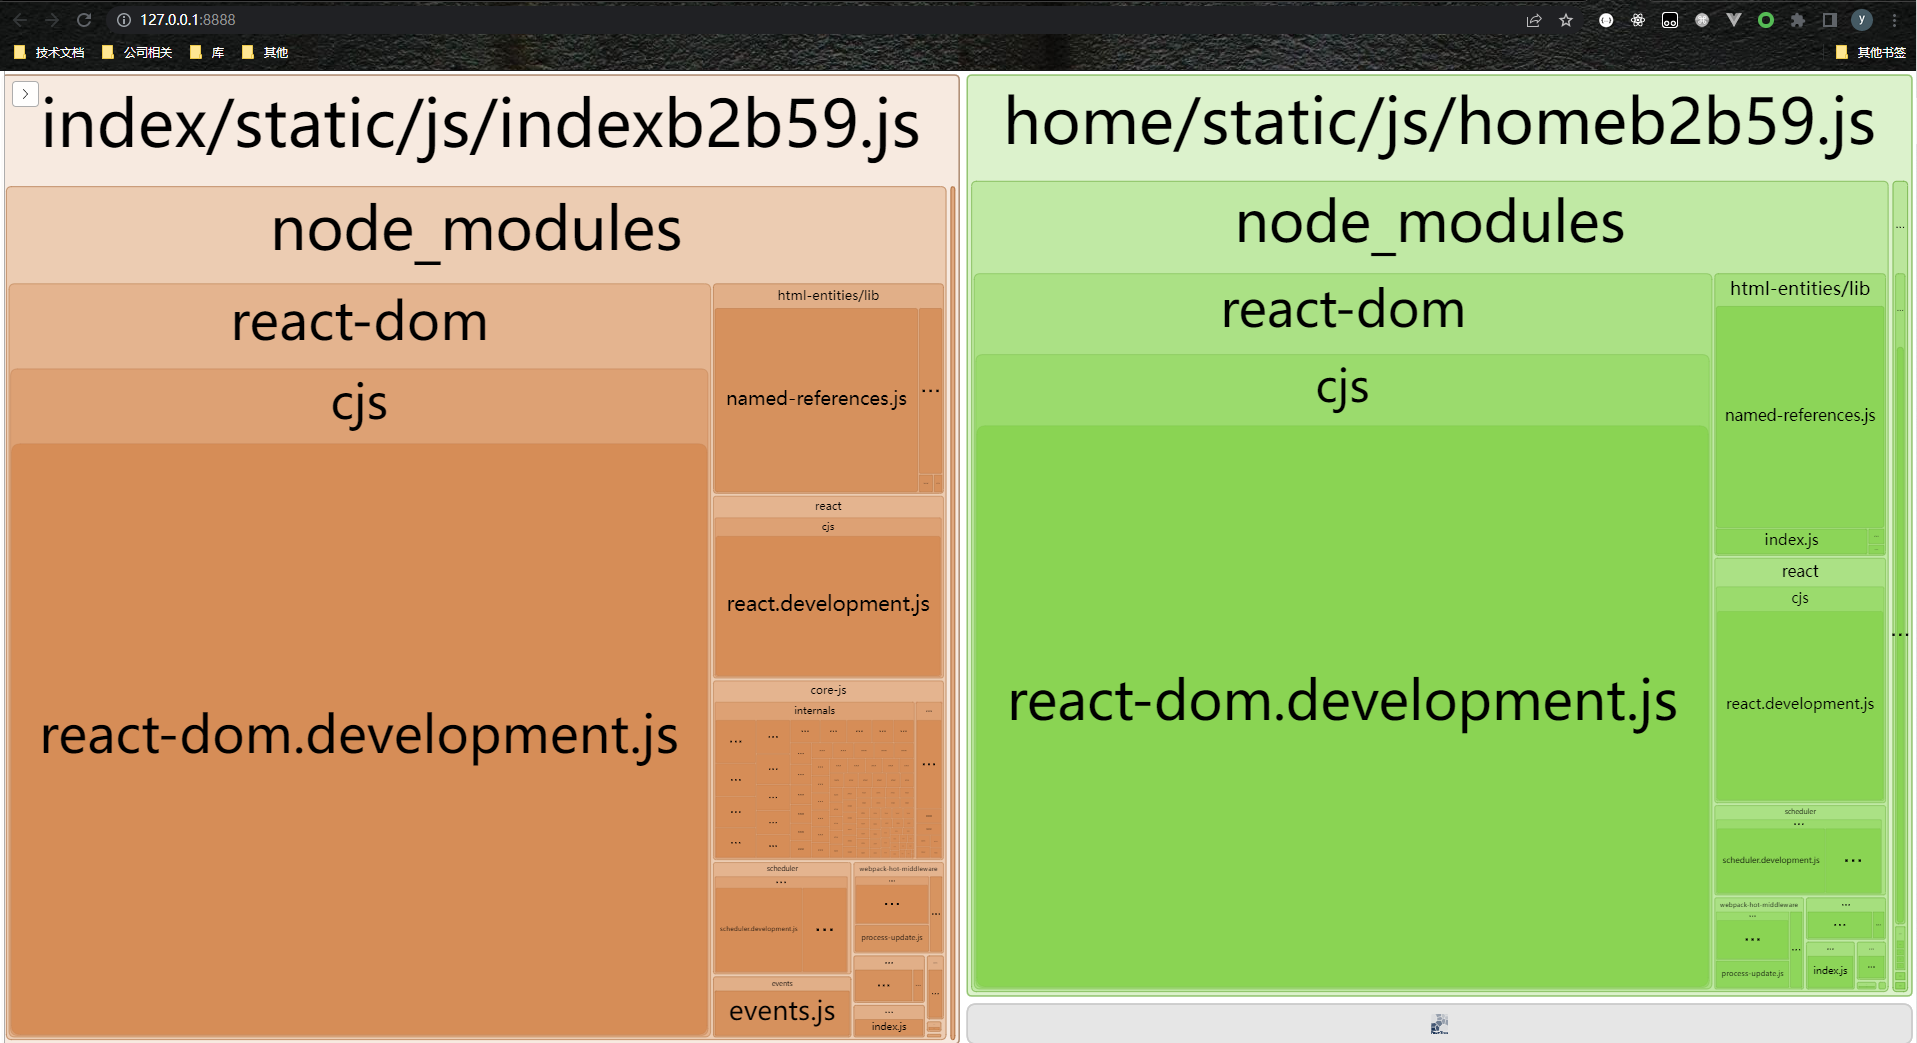 127.0.0.1:8888
技术文档
公司相关
库
其他
其他书签
index/static/js/indexb2b59.js
node_modules
react-dom
cjs
react-dom.development.js
html-entities/lib
named-references.js
...
react
cjs
react.development.js
core-js
internals
scheduler
...
scheduler.development.js
...
webpack-hot-middleware
...
process-update.js
events
events.js
...
index.js
home/static/js/homeb2b59.js
node_modules
react-dom
cjs
react-dom.development.js
html-entities/lib
named-references.js
index.js
react
cjs
react.development.js
scheduler
...
scheduler.development.js
...
webpack-hot-middleware
...
process-update.js
...
index.js